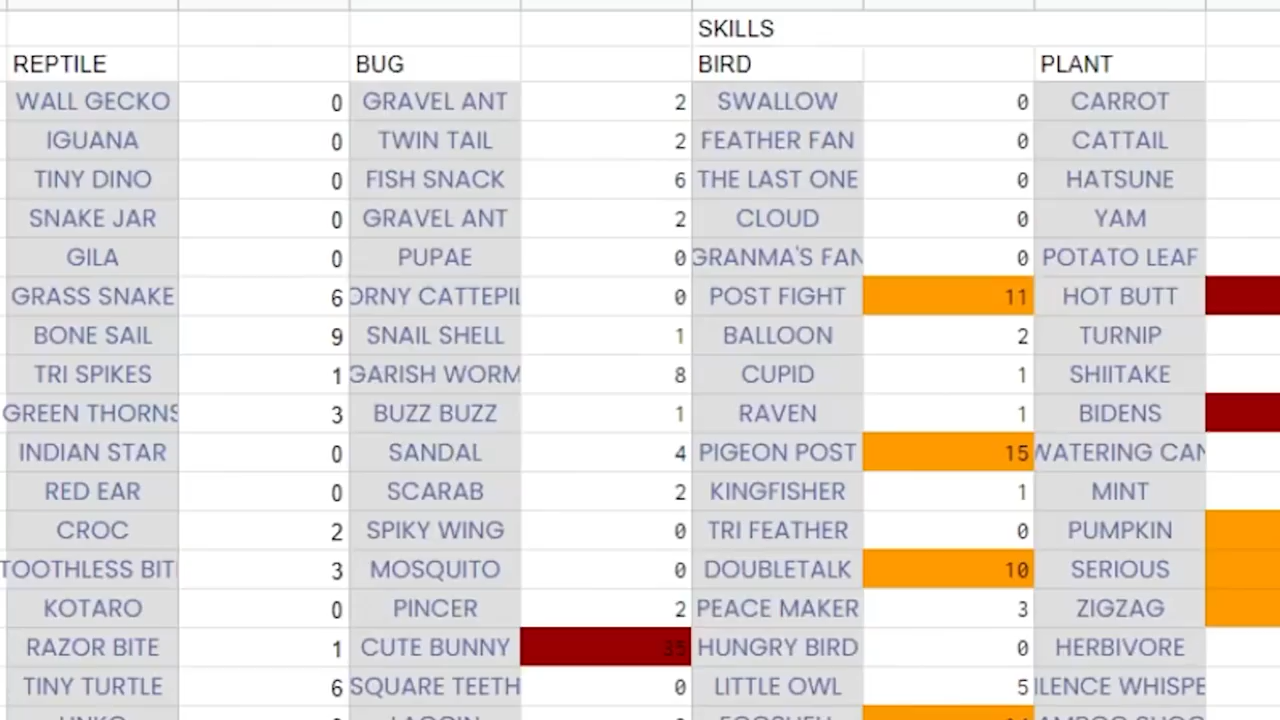 SKILLS
REPTILE BUG BIRD PLANT
WALL GECKO 0 GRAVEL ANT 2 SWALLOW 0 CARROT
IGUANA 0 TWIN TAIL 2 FEATHER FAN 0 CATTAIL
TINY DINO 0 FISH SNACK 6 THE LAST ONE 0 HATSUNE
SNAKE JAR 0 GRAVEL ANT 2 CLOUD 0 YAM
GILA 0 PUPAE 0 GRANMA'S FAN 0 POTATO LEAF
GRASS SNAKE 6 ORNY CATTEPIL 0 POST FIGHT 11 HOT BUTT
BONE SAIL 9 SNAIL SHELL 1 BALLOON 2 TURNIP
TRI SPIKES 1 GARISH WORM 8 CUPID 1 SHIITAKE
GREEN THORNS 3 BUZZ BUZZ 1 RAVEN 1 BIDENS
INDIAN STAR 0 SANDAL 4 PIGEON POST 15 WATERING CAN
RED EAR 0 SCARAB 2 KINGFISHER 1 MINT
CROC 2 SPIKY WING 0 TRI FEATHER 0 PUMPKIN
TOOTHLESS BIT 3 MOSQUITO 0 DOUBLETALK 10 SERIOUS
KOTARO 0 PINCER 2 PEACE MAKER 3 ZIGZAG
RAZOR BITE 1 CUTE BUNNY 35 HUNGRY BIRD 0 HERBIVORE
TINY TURTLE 6 SQUARE TEETH 0 LITTLE OWL 5 ILENCE WHISPE